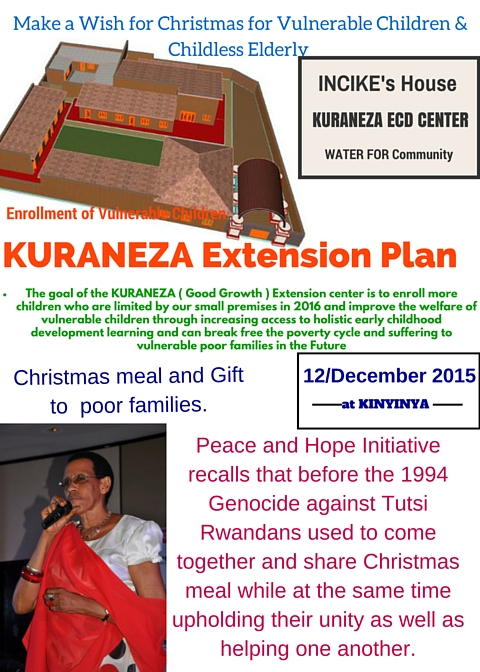 Make a Wish for Christmas for Vulnerable Children &
Childless Elderly
INCIKE's House
KURANEZA ECD CENTER
WATER FOR Community
Enrollment of Vulnerable Children
KURANEZA Extension Plan
• The goal of the KURANEZA ( Good Growth ) Extension center is to enroll more
children who are limited by our small premises in 2016 and improve the welfare of
vulnerable children through increasing access to holistic early childhood
development learning and can break free the poverty cycle and suffering to
vulnerable poor families in the Future
Christmas meal and Gift
to poor families.
12/December 2015
at KINYINYA
Peace and Hope Initiative
recalls that before the 1994
Genocide against Tutsi
Rwandans used to come
together and share Christmas
meal while at the same time
upholding their unity as well as
helping one another.